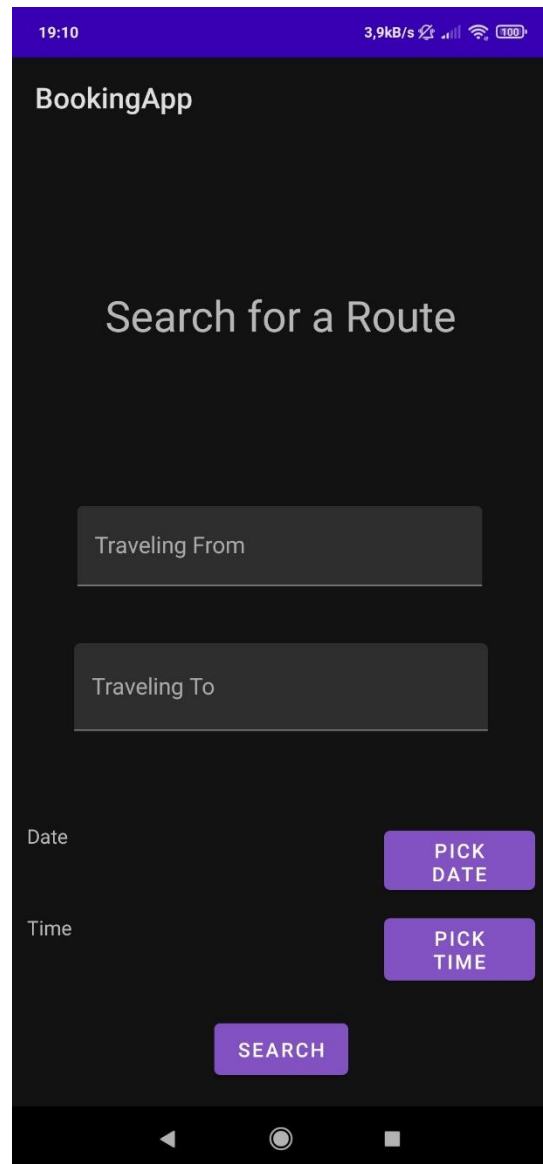 19:10 3,9kB/s 100
BookingApp
Search for a Route
Traveling From
Traveling To
Date
PICK
DATE
Time
PICK
TIME
SEARCH